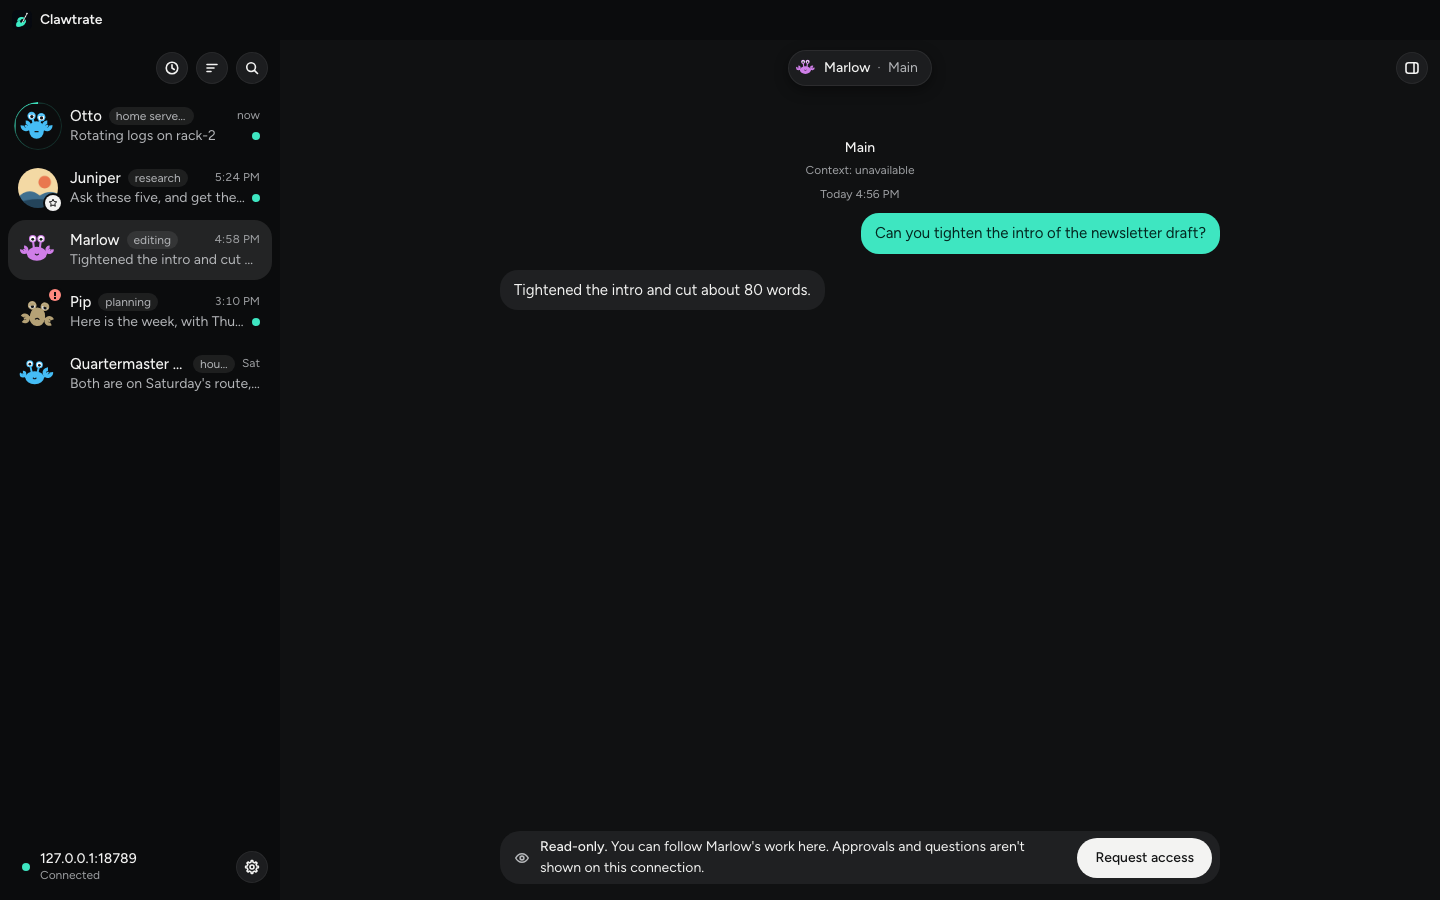 Clawtrate
Otto home serve... now
Rotating logs on rack-2
Juniper research 5:24 PM
Ask these five, and get the...
Marlow editing 4:58 PM
Tightened the intro and cut ...
Pip planning 3:10 PM
Here is the week, with Thu...
Quartermaster ... hou... Sat
Both are on Saturday's route,...
127.0.0.1:18789
Connected
Marlow · Main
Main
Context: unavailable
Today 4:56 PM
Can you tighten the intro of the newsletter draft?
Tightened the intro and cut about 80 words.
Read-only. You can follow Marlow's work here. Approvals and questions aren't
shown on this connection.
Request access